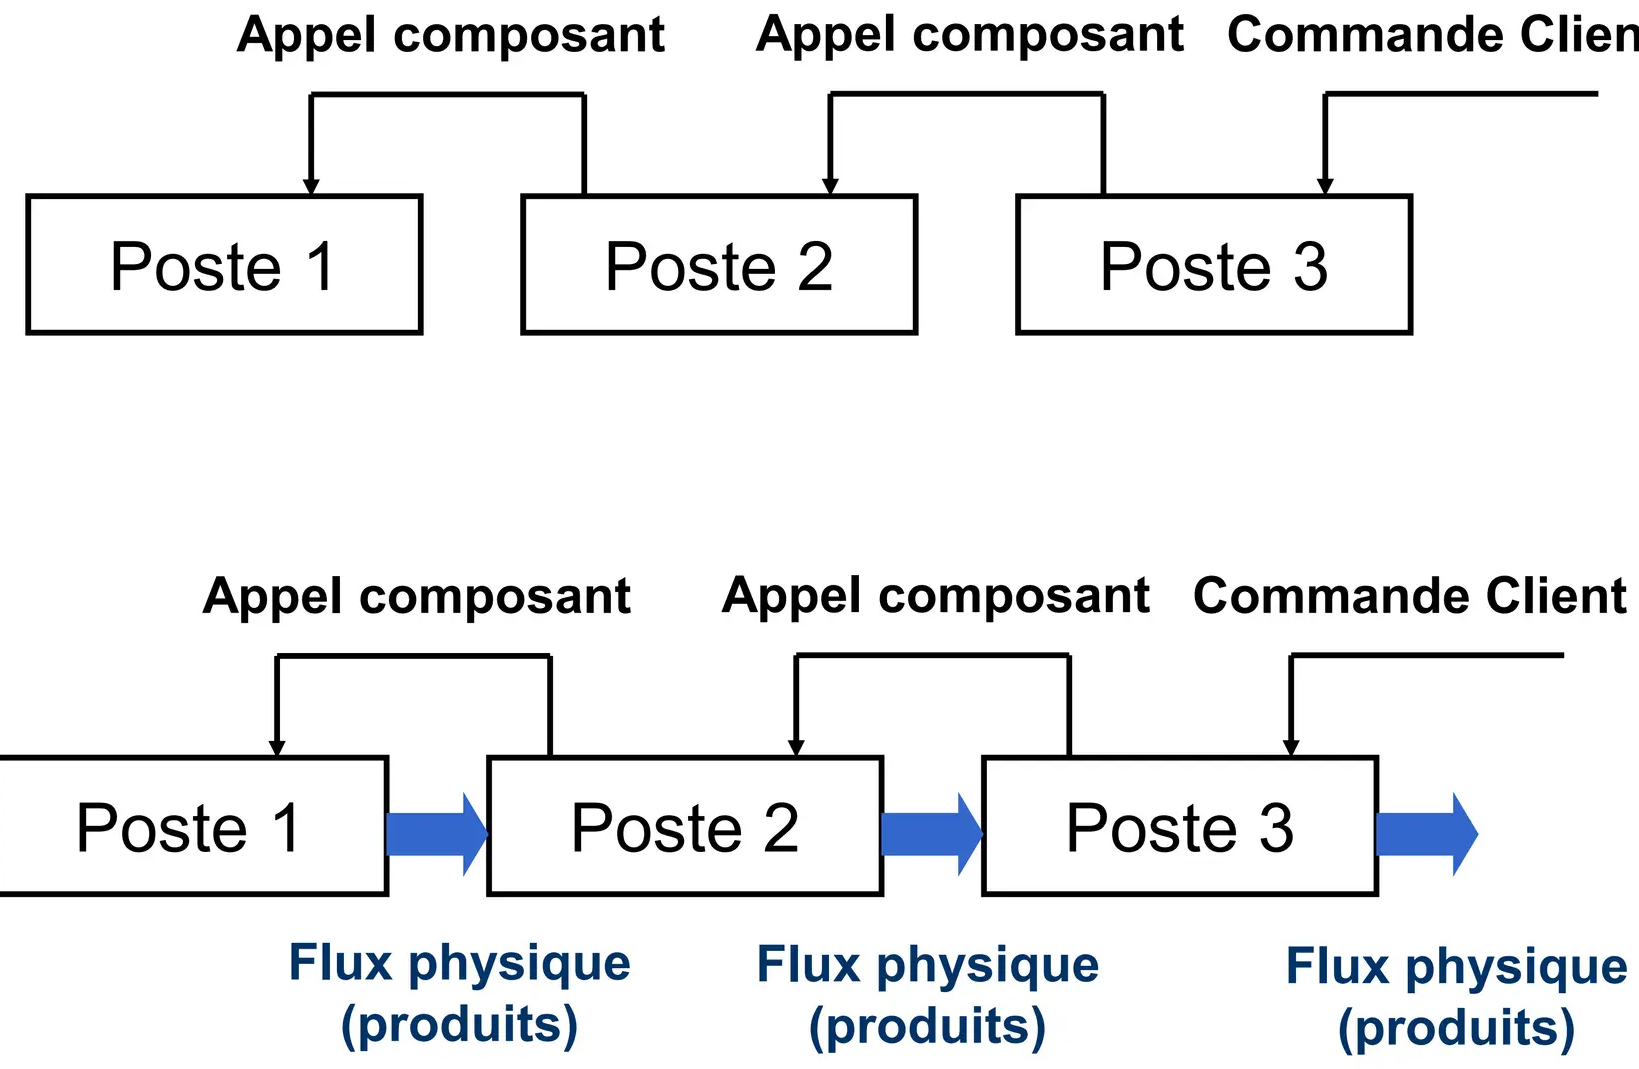 Appel composant
Appel composant
Commande Clien
Poste 1
Poste 2
Poste 3
Appel composant
Appel composant
Commande Client
Poste 1
Poste 2
Poste 3
Flux physique
(produits)
Flux physique
(produits)
Flux physique
(produits)